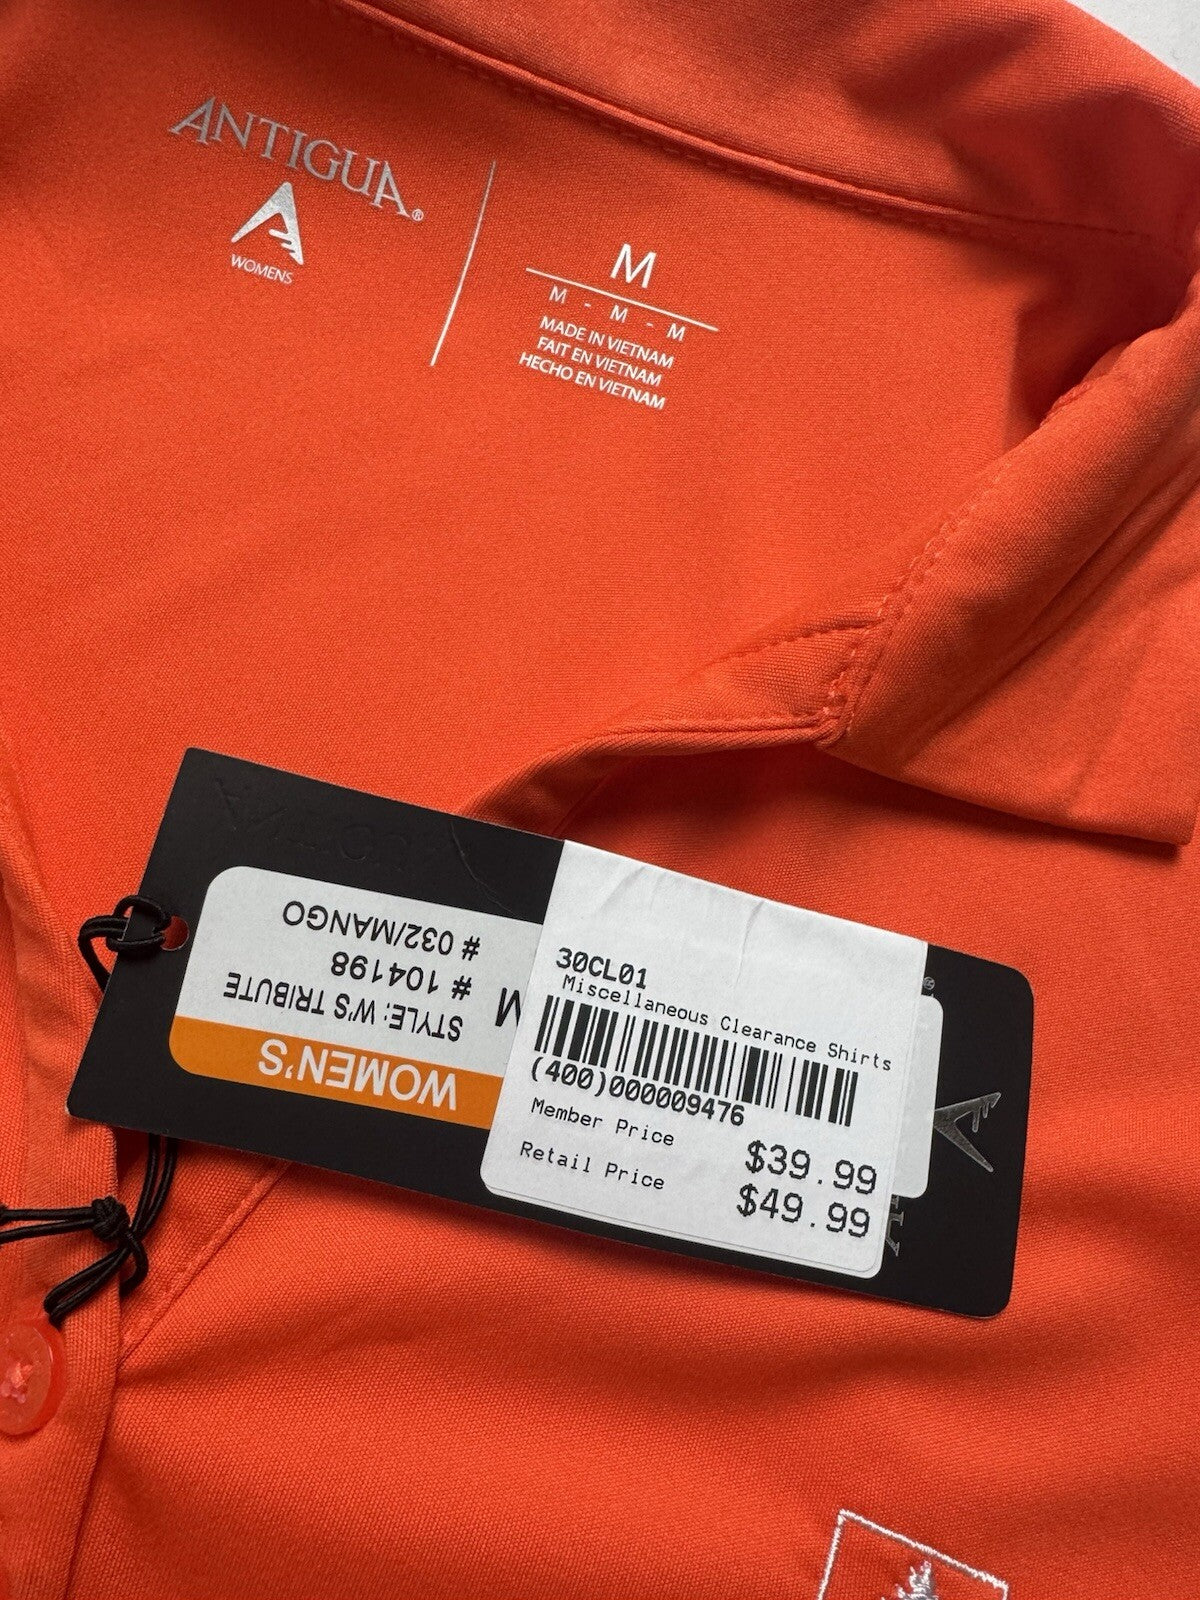 ANTIGUA®
WOMENS
M
M - M - M
MADE IN VIETNAM
FAIT EN VIETNAM
HECHO EN VIETNAM
WOMEN'S
STYLE: W'S TRIBUTE M
# 104198
# 032/MANGO
30CL01
Miscellaneous Clearance Shirts
(400)000009476
Member Price $39.99
Retail Price $49.99